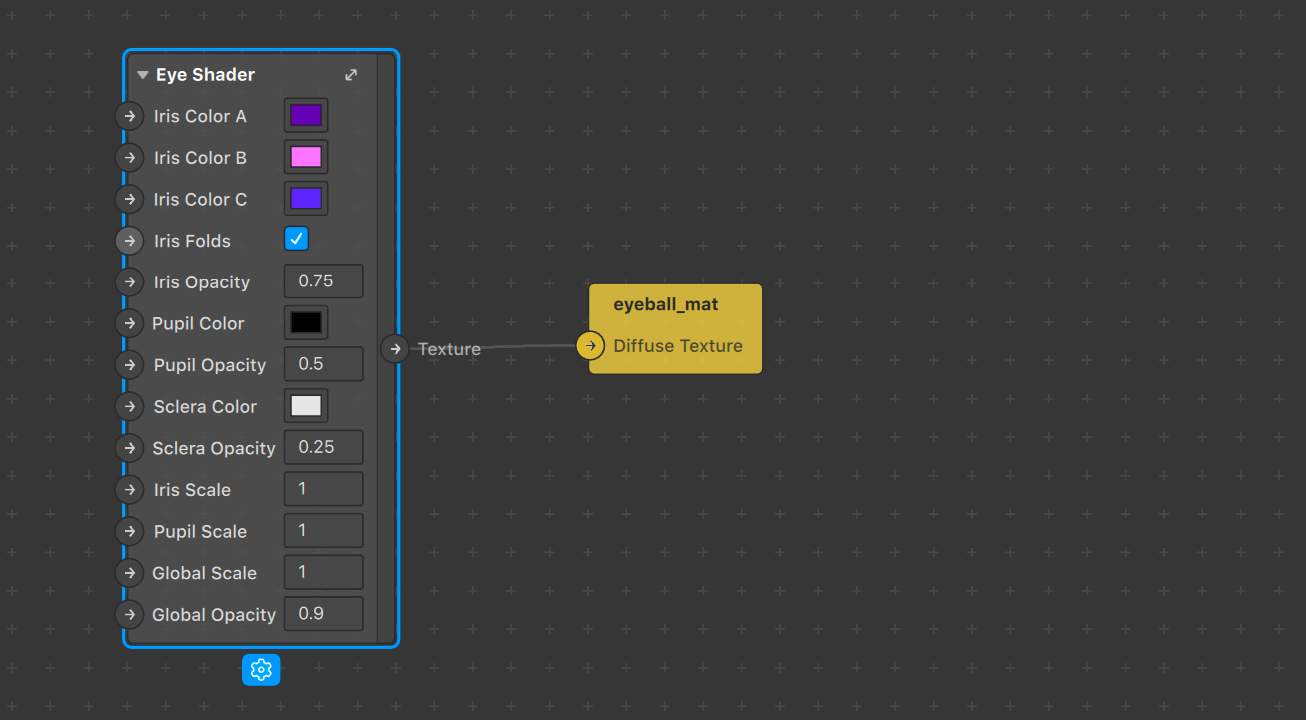 Eye Shader
Iris Color A
Iris Color B
Iris Color C
Iris Folds
Iris Opacity 0.75
Pupil Color
Pupil Opacity 0.5
Sclera Color
Sclera Opacity 0.25
Iris Scale 1
Pupil Scale 1
Global Scale 1
Global Opacity 0.9
Texture
eyeball_mat
Diffuse Texture